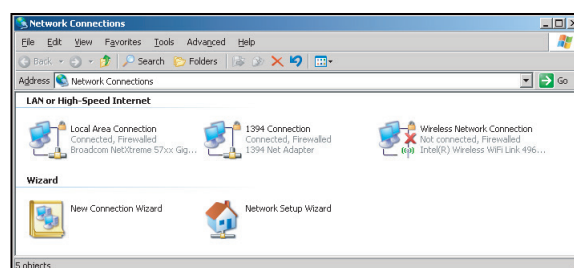 Network Connections
File Edit View Favorites Tools Advanced Help
Back Search Folders
Address Network Connections Go
LAN or High-Speed Internet
Local Area Connection
Connected, Firewalled
Broadcom NetXtreme 57xx Gig...
1394 Connection
Connected, Firewalled
1394 Net Adapter
Wireless Network Connection
Not connected, Firewalled
Intel(R) Wireless WiFi Link 496...
Wizard
New Connection Wizard
Network Setup Wizard
5 objects